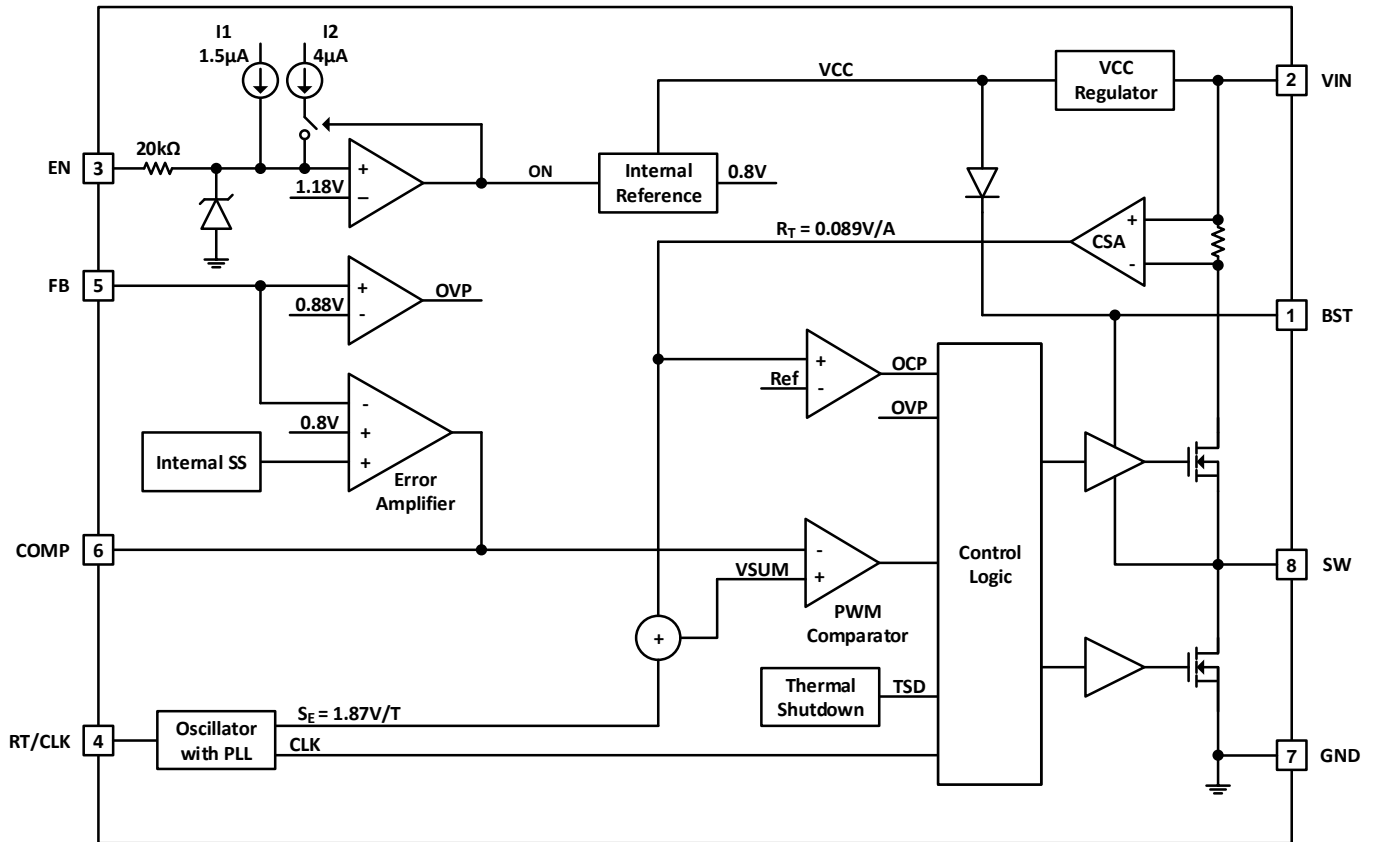 I1
1.5µA
I2
4µA
VCC
VCC
Regulator
2
VIN
EN
3
20kΩ
+
1.18V
–
ON
Internal
Reference
0.8V
R_T = 0.089V/A
CSA
+
-
FB
5
+
0.88V
-
OVP
1
BST
+
Ref
-
OCP
OVP
-
0.8V
+
+
Internal SS
Error
Amplifier
COMP
6
-
VSUM
+
PWM
Comparator
Control
Logic
8
SW
+
Thermal
Shutdown
TSD
S_E = 1.87V/T
RT/CLK
4
Oscillator
with PLL
CLK
7
GND